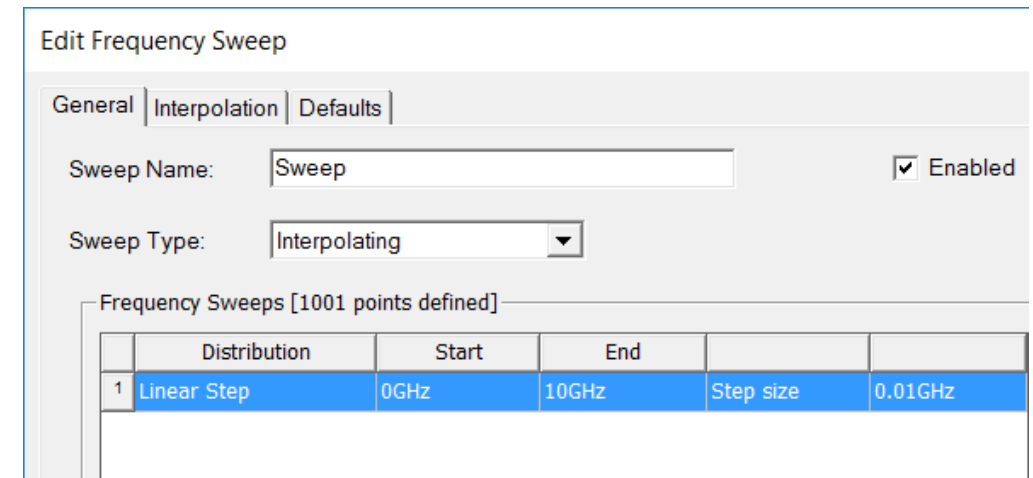 Edit Frequency Sweep
General Interpolation Defaults
Sweep Name: Sweep Enabled
Sweep Type: Interpolating
Frequency Sweeps [1001 points defined]
Distribution Start End
1 Linear Step 0GHz 10GHz Step size 0.01GHz